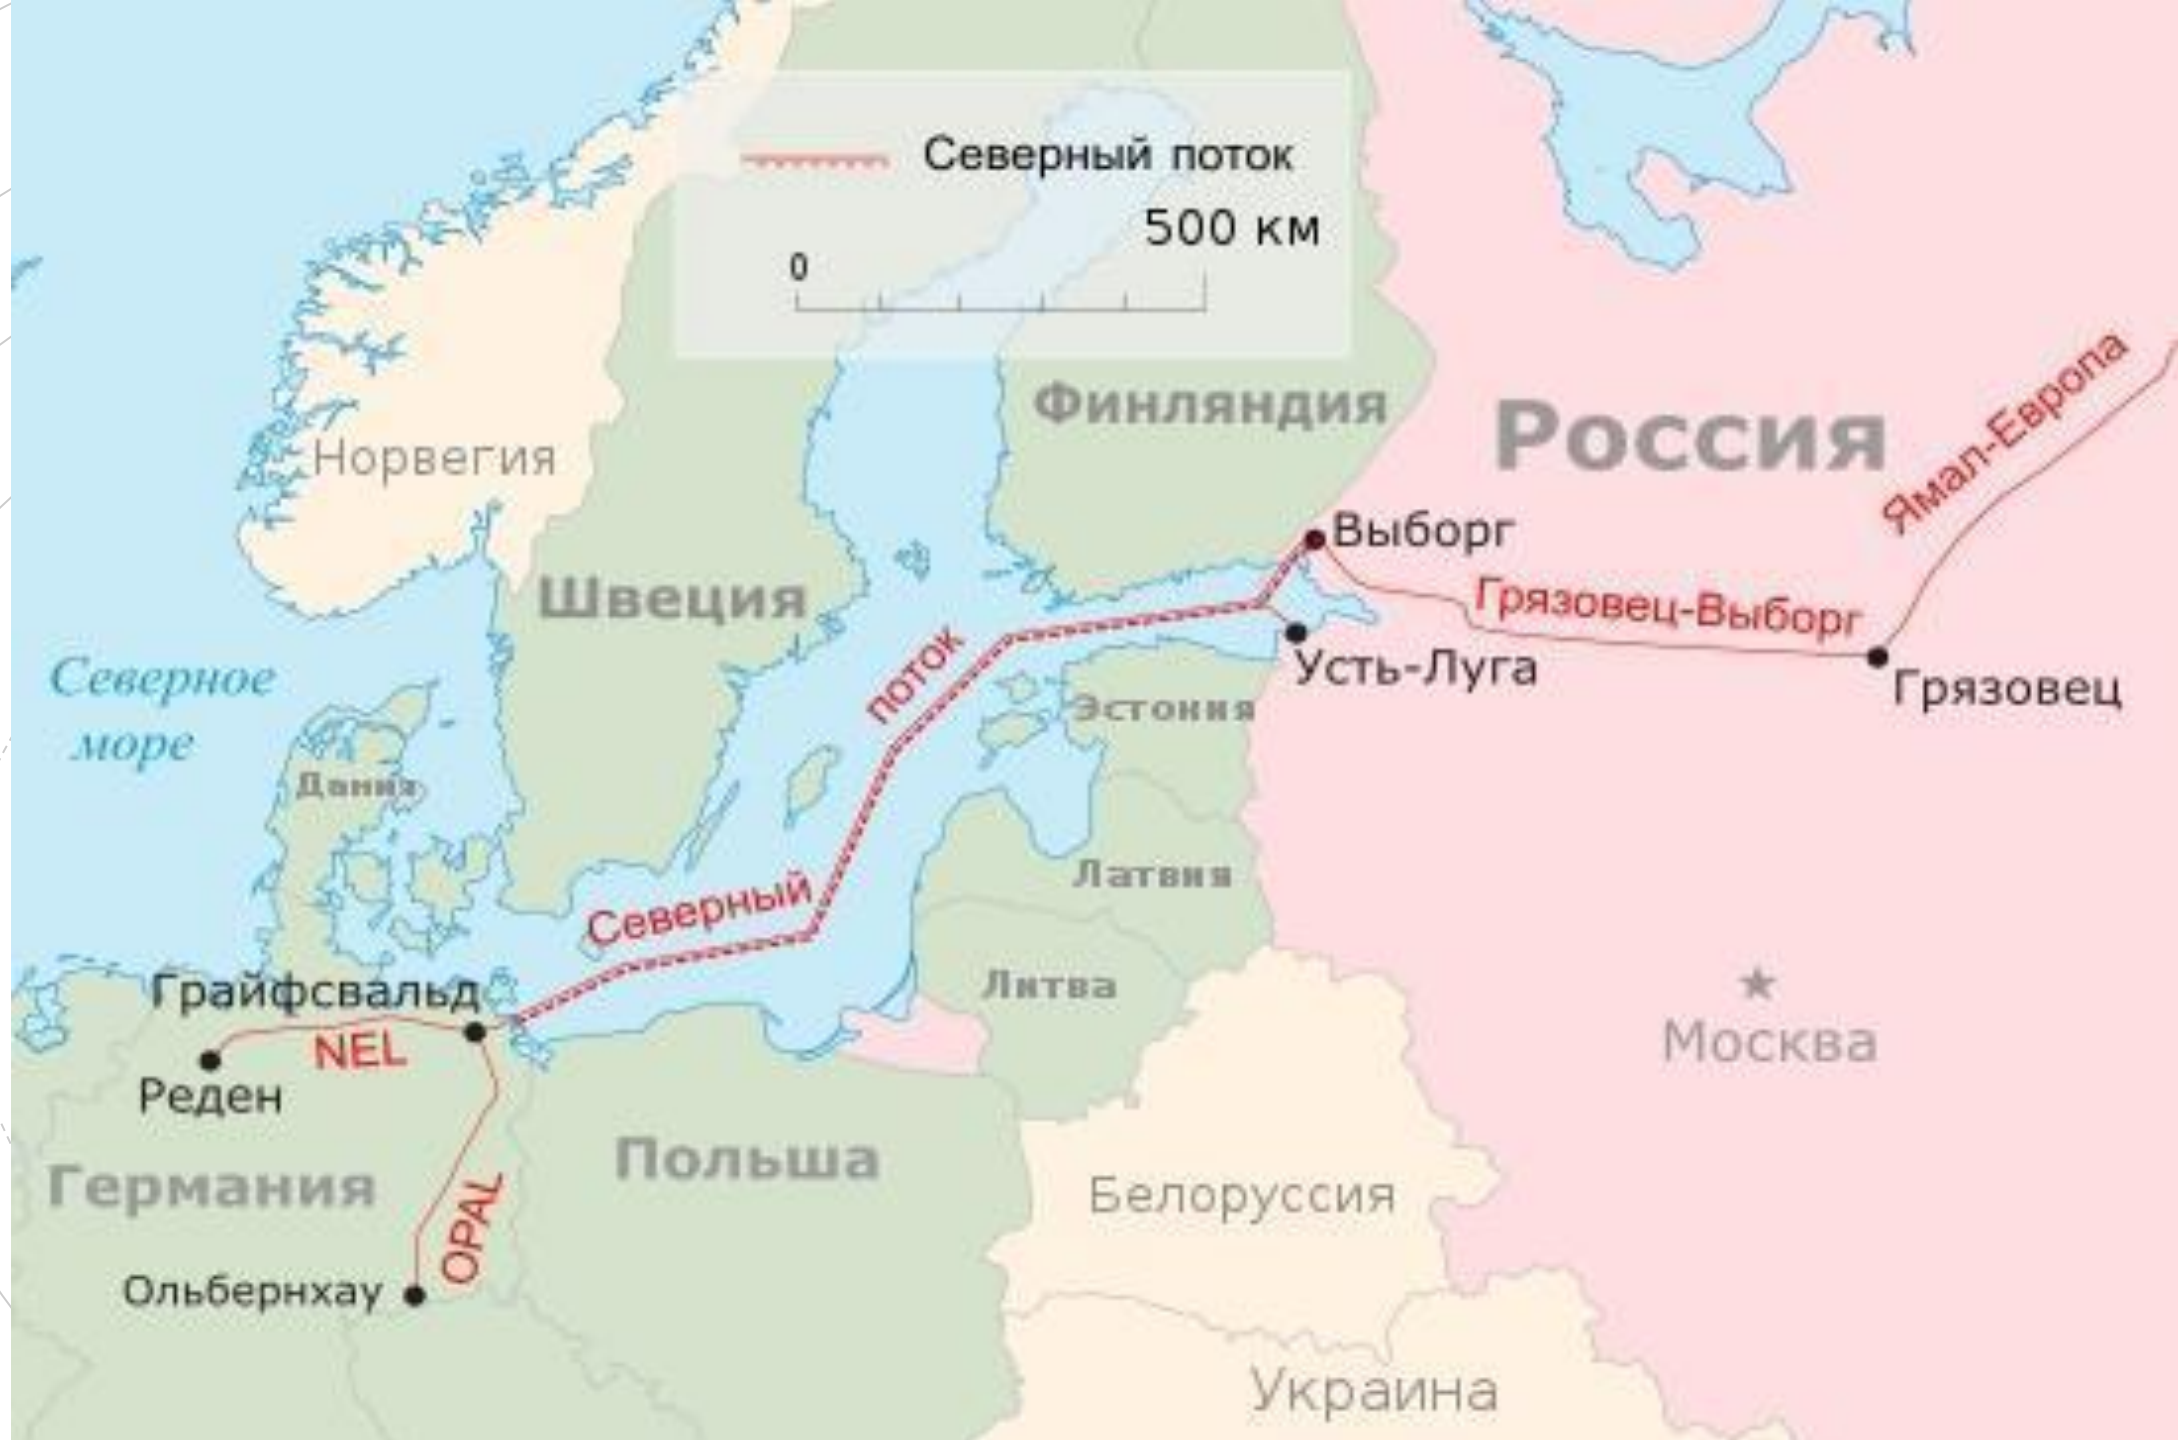 Северный поток
500 км
0
Финляндия
Россия
Ямал-Европа
Норвегия
Выборг
Швеция
Грязовец-Выборг
Усть-Луга
Грязовец
Северное
море
поток
Эстония
Дания
Латвия
Северный
Литва
Москва
Грайфсвальд
NEL
Реден
Польша
Германия
OPAL
Белоруссия
Ольбернхау
Украина